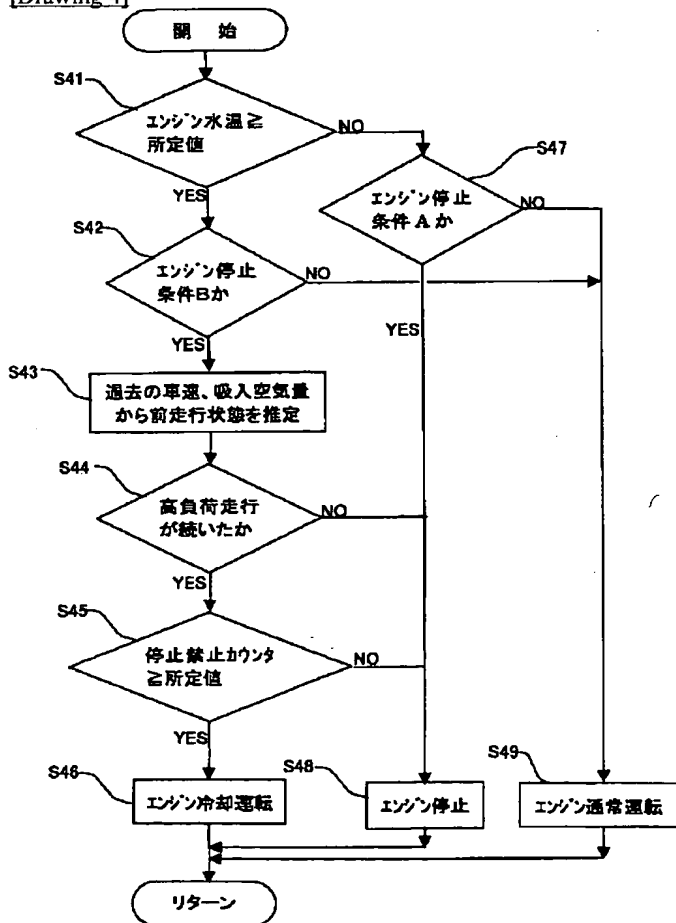 開 始
S41
エンジン水温≧
所定値
NO
YES
S47
エンジン停止
条件Aか
NO
YES
S42
エンジン停止
条件Bか
NO
YES
S43
過去の車速、吸入空気量
から前走行状態を推定
S44
高負荷走行
が続いたか
NO
YES
S45
停止禁止カウンタ
≧所定値
NO
YES
S46
エンジン冷却運転
S48
エンジン停止
S49
エンジン通常運転
リターン